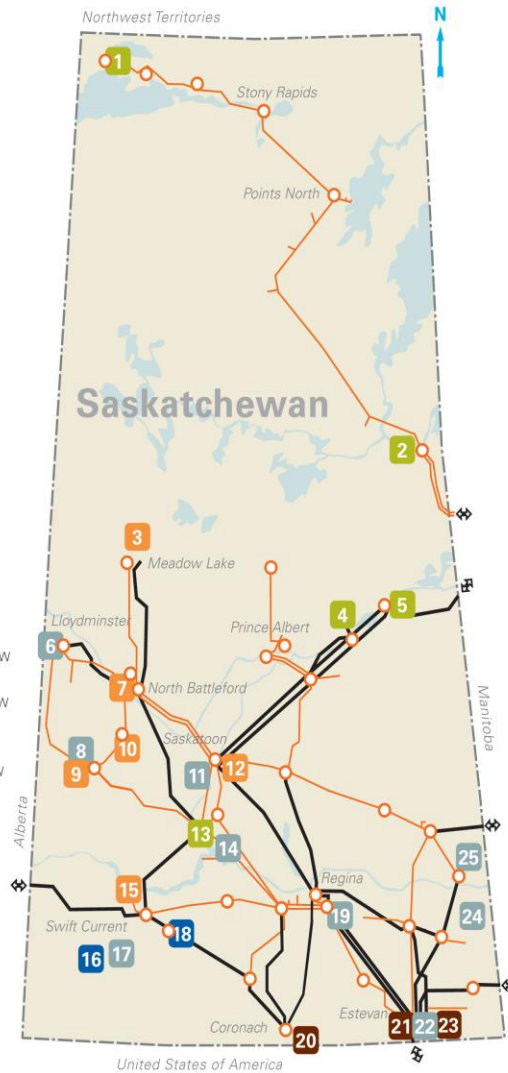 Northwest Territories
N
1
Stony Rapids
Points North
Saskatchewan
2
3
Meadow Lake
4
5
Lloydminster
Prince Albert
6
W
7
North Battleford
W
8
10
Saskatoon
Manitoba
9
11
12
W
Alberta
13
14
25
15
Regina
Swift Current
18
19
24
16
17
Estevan
21
22
23
Coronach
20
United States of America